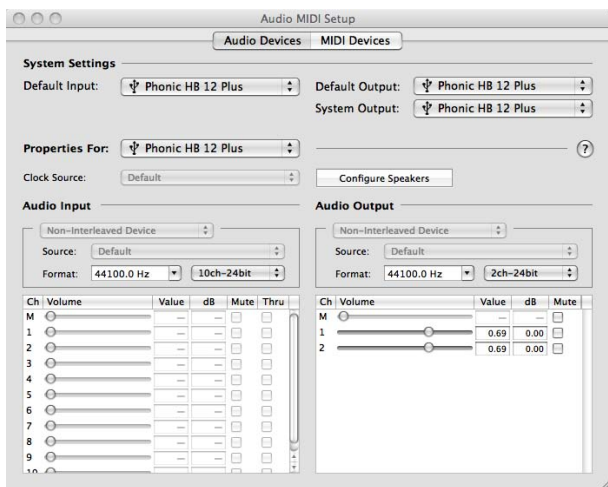 Audio MIDI Setup
Audio Devices MIDI Devices
System Settings
Default Input: Phonic HB 12 Plus
Default Output: Phonic HB 12 Plus
System Output: Phonic HB 12 Plus
Properties For: Phonic HB 12 Plus ?
Clock Source: Default
Configure Speakers
Audio Input
Non-Interleaved Device
Source: Default
Format: 44100.0 Hz 10ch-24bit
Ch Volume Value dB Mute Thru
M — —
1 — —
2 — —
3 — —
4 — —
5 — —
6 — —
7 — —
8 — —
9 — —
10
Audio Output
Non-Interleaved Device
Source: Default
Format: 44100.0 Hz 2ch-24bit
Ch Volume Value dB Mute
M — —
1 0.69 0.00
2 0.69 0.00